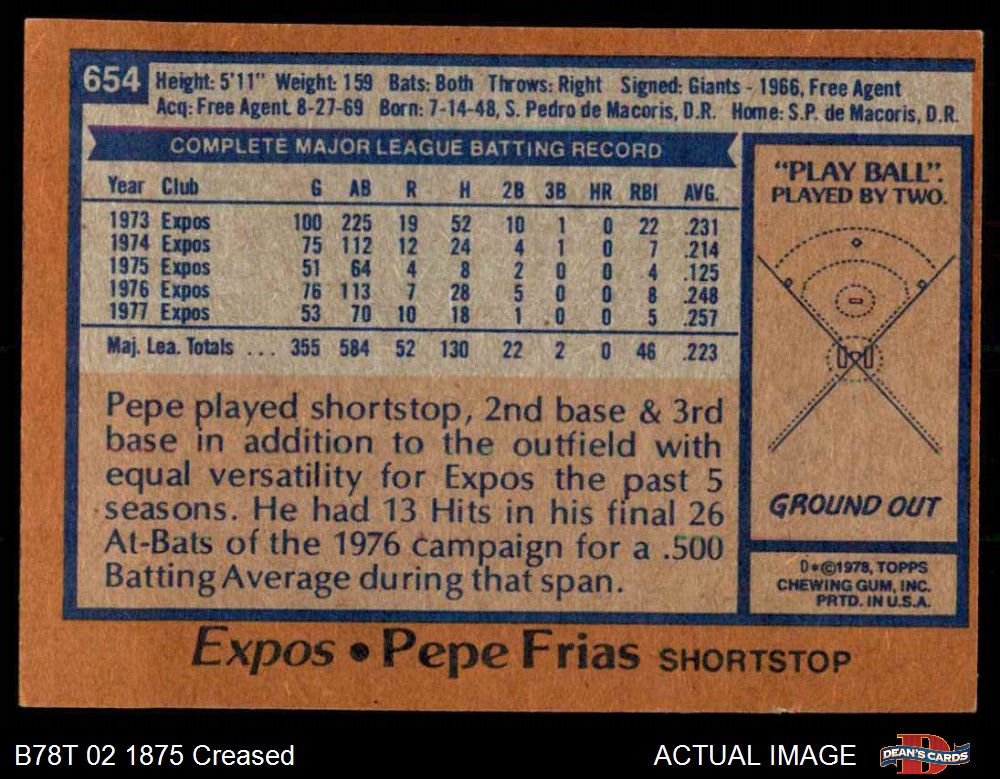 654 Height: 5'11" Weight: 159 Bats: Both Throws: Right Signed: Giants - 1966, Free Agent
Acq: Free Agent 8-27-69 Born: 7-14-48, S. Pedro de Macoris, D.R. Home: S.P. de Macoris, D.R.
COMPLETE MAJOR LEAGUE BATTING RECORD
Year Club G AB R H 2B 3B HR RBI AVG.
1973 Expos 100 225 19 52 10 1 0 22 .231
1974 Expos 75 112 12 24 4 1 0 7 .214
1975 Expos 51 64 4 8 2 0 0 4 .125
1976 Expos 76 113 7 28 5 0 0 8 .248
1977 Expos 53 70 10 18 1 0 0 5 .257
Maj. Lea. Totals ... 355 584 52 130 22 2 0 46 .223
Pepe played shortstop, 2nd base & 3rd
base in addition to the outfield with
equal versatility for Expos the past 5
seasons. He had 13 Hits in his final 26
At-Bats of the 1976 campaign for a .500
Batting Average during that span.
"PLAY BALL".
PLAYED BY TWO.
GROUND OUT
D*©1978, TOPPS
CHEWING GUM, INC.
PRTD. IN U.S.A.
Expos • Pepe Frias SHORTSTOP
B78T 02 1875 Creased
ACTUAL IMAGE
D
DEAN'S CARDS